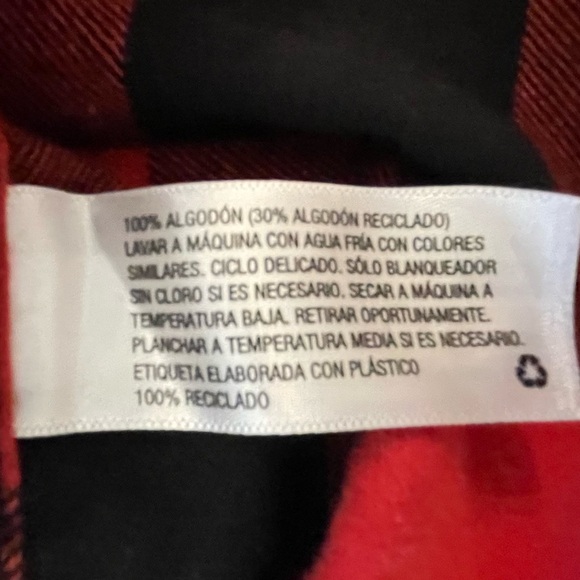 100% ALGODÓN (30% ALGODÓN RECICLADO)
LAVAR A MÁQUINA CON AGUA FRÍA CON COLORES
SIMILARES. CICLO DELICADO. SÓLO BLANQUEADOR
SIN CLORO SI ES NECESARIO. SECAR A MÁQUINA A
TEMPERATURA BAJA. RETIRAR OPORTUNAMENTE.
PLANCHAR A TEMPERATURA MEDIA SI ES NECESARIO.
ETIQUETA ELABORADA CON PLÁSTICO
100% RECICLADO